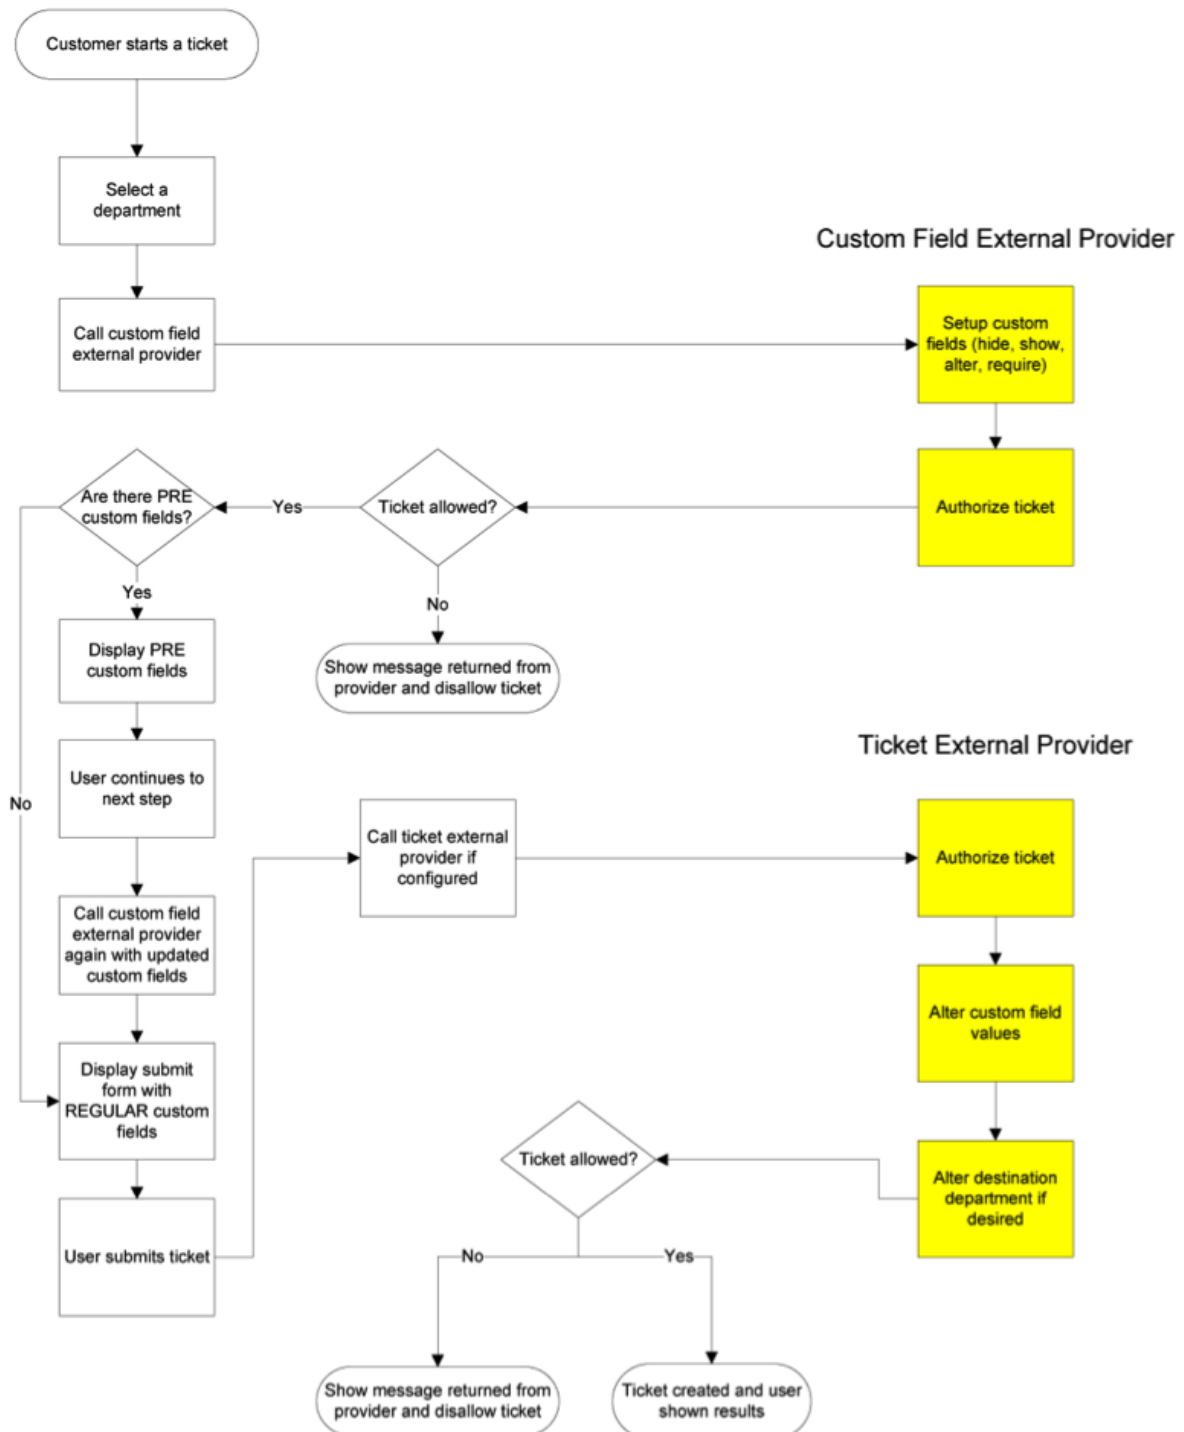 Customer starts a ticket
Select a
department
Custom Field External Provider
Call custom field
external provider
Setup custom
fields (hide, show,
alter, require)
Are there PRE
custom fields?
Yes
Ticket allowed?
Authorize ticket
Yes
No
Display PRE
custom fields
Show message returned from
provider and disallow ticket
Ticket External Provider
User continues to
next step
No
Call ticket external
provider if
configured
Authorize ticket
Call custom field
external provider
again with updated
custom fields
Alter custom field
values
Display submit
form with
REGULAR custom
fields
Ticket allowed?
Alter destination
department if
desired
User submits ticket
No
Yes
Show message returned from
provider and disallow ticket
Ticket created and user
shown results